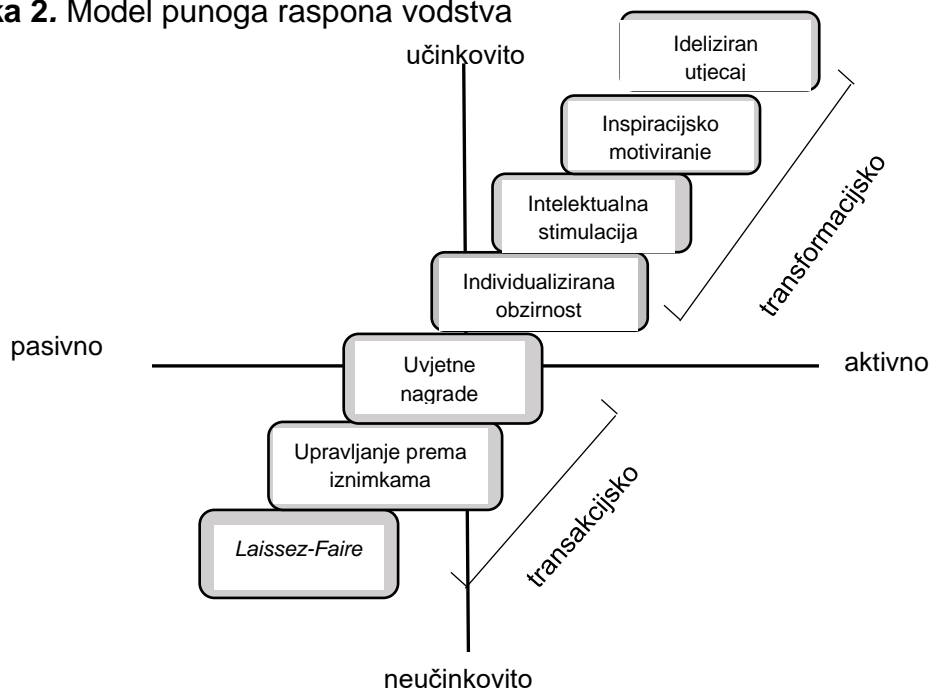 ka 2. Model punoga raspona vodstva
učinkovito
Ideliziran
utjecaj
Inspiracijsko
motiviranje
Intelektualna
stimulacija
Individualizirana
obzirnost
transformacijsko
pasivno
Uvjetne
nagrade
aktivno
Upravljanje prema
iznimkama
transakcijsko
Laissez-Faire
neučinkovito